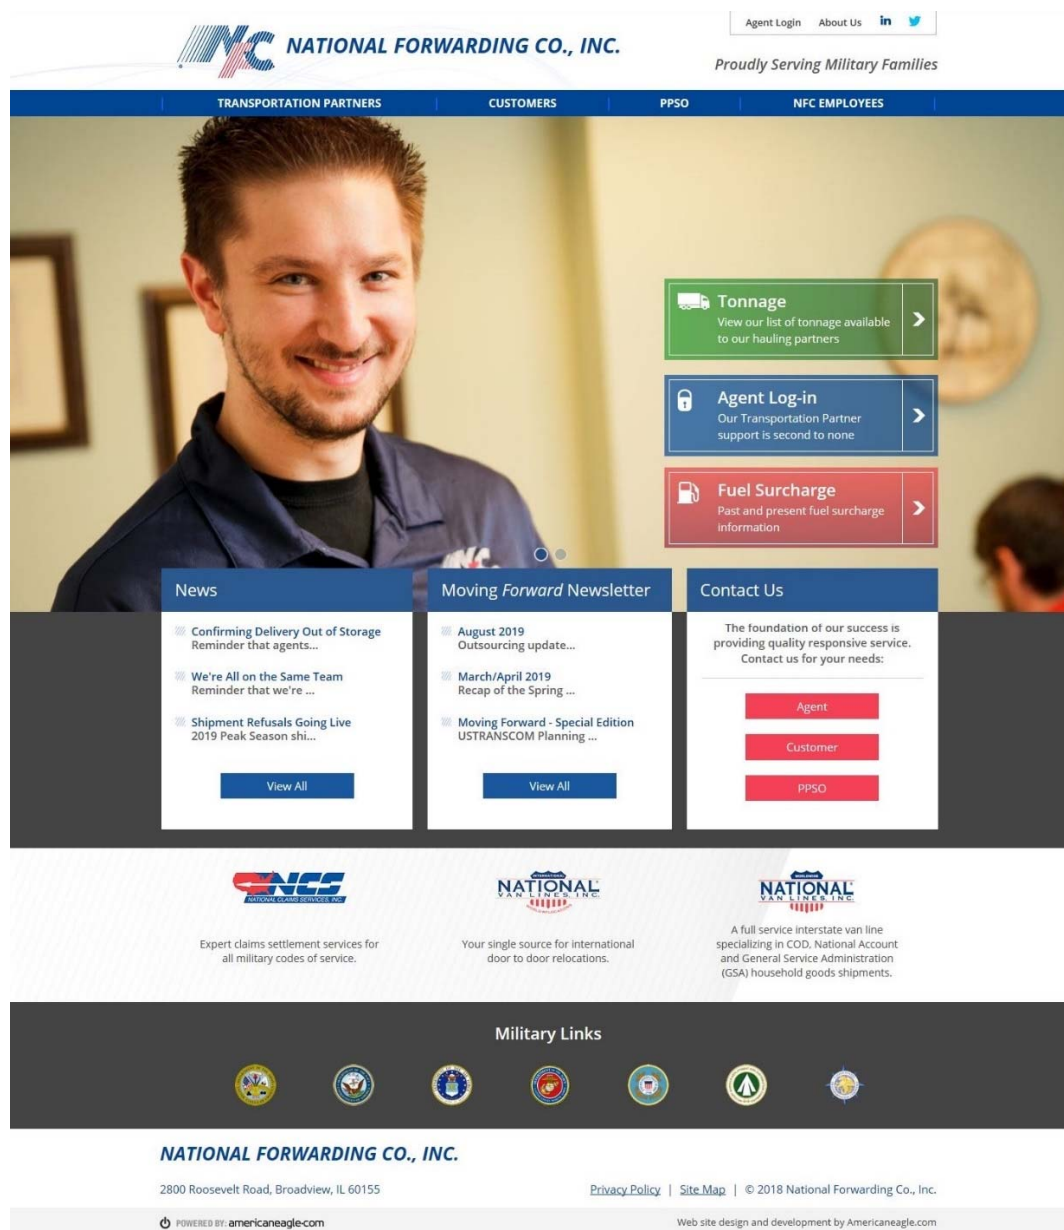 Agent Login About Us in
NFC NATIONAL FORWARDING CO., INC.
Proudly Serving Military Families
TRANSPORTATION PARTNERS CUSTOMERS PPSO NFC EMPLOYEES
Tonnage
View our list of tonnage available
to our hauling partners
Agent Log-in
Our Transportation Partner
support is second to none
Fuel Surcharge
Past and present fuel surcharge
information
News
Confirming Delivery Out of Storage
Reminder that agents...
We're All on the Same Team
Reminder that we're ...
Shipment Refusals Going Live
2019 Peak Season shi...
View All
Moving Forward Newsletter
August 2019
Outsourcing update...
March/April 2019
Recap of the Spring ...
Moving Forward - Special Edition
USTRANSCOM Planning ...
View All
Contact Us
The foundation of our success is
providing quality responsive service.
Contact us for your needs:
Agent
Customer
PPSO
NCS
NATIONAL CLAIMS SERVICES, INC.
Expert claims settlement services for
all military codes of service.
INTERNATIONAL
NATIONAL
VAN LINES, INC.
Your single source for international
door to door relocations.
WORLDWIDE
NATIONAL
VAN LINES, INC.
A full service interstate van line
specializing in COD, National Account
and General Service Administration
(GSA) household goods shipments.
Military Links
NATIONAL FORWARDING CO., INC.
2800 Roosevelt Road, Broadview, IL 60155
Privacy Policy | Site Map | © 2018 National Forwarding Co., Inc.
POWERED BY: americaneagle.com
Web site design and development by Americaneagle.com